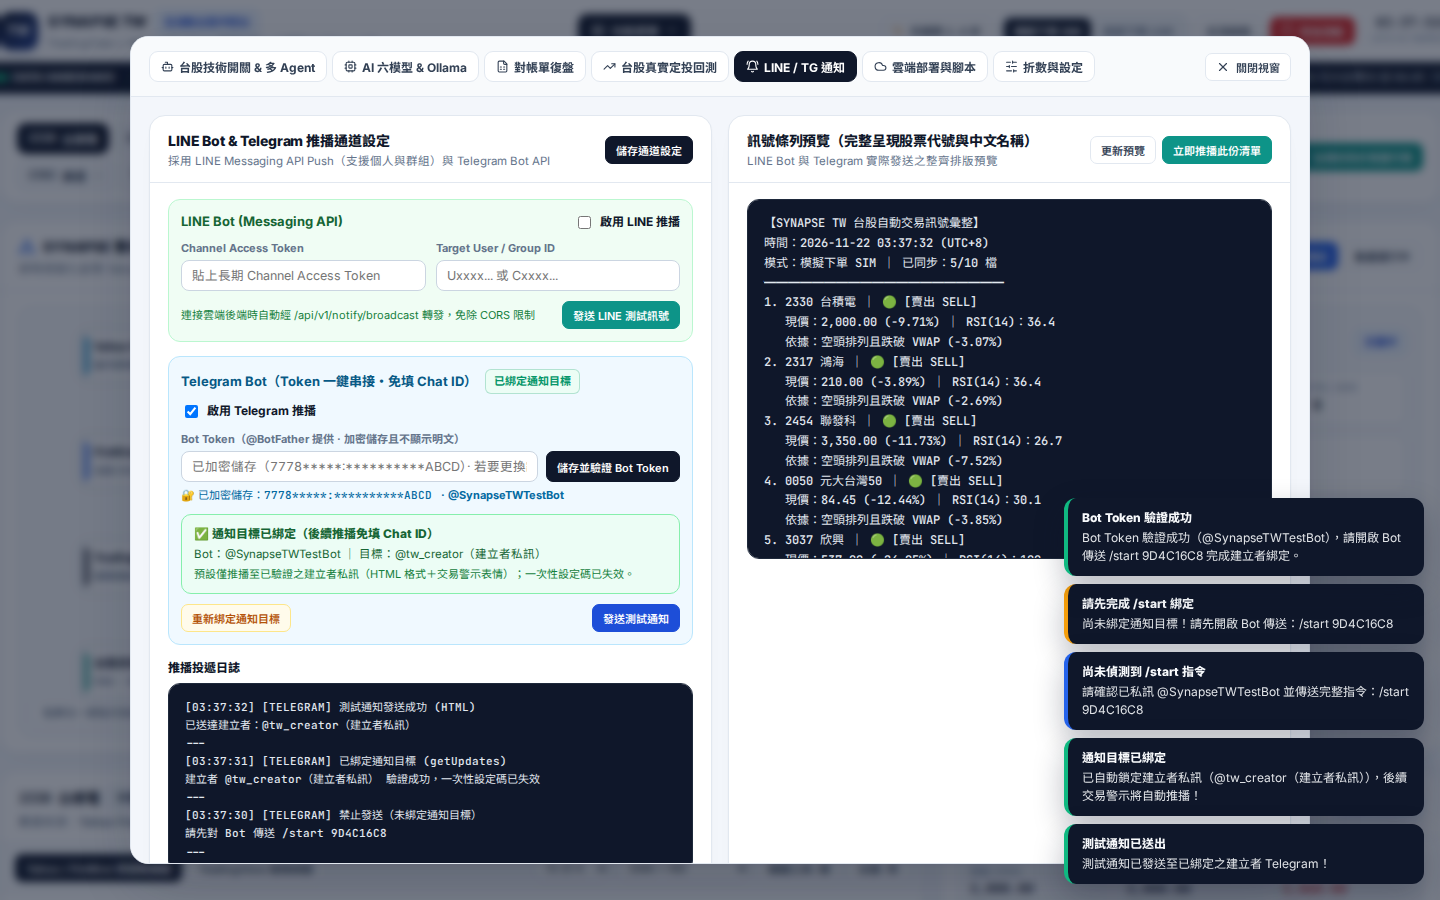 台股技術開關 & 多 Agent
AI 六模型 & Ollama
對帳單復盤
台股真實定投回測
LINE / TG 通知
雲端部署與腳本
折數與設定
關閉視窗
LINE Bot & Telegram 推播通道設定
採用 LINE Messaging API Push（支援個人與群組）與 Telegram Bot API
儲存通道設定
LINE Bot (Messaging API)
啟用 LINE 推播
Channel Access Token
Target User / Group ID
貼上長期 Channel Access Token
Uxxxx... 或 Cxxxx...
連接雲端後端時自動經 /api/v1/notify/broadcast 轉發，免除 CORS 限制
發送 LINE 測試訊號
Telegram Bot（Token 一鍵串接・免填 Chat ID）
已綁定通知目標
啟用 Telegram 推播
Bot Token（@BotFather 提供 · 加密儲存且不顯示明文）
已加密儲存（7778*****:**********ABCD）· 若要更換
儲存並驗證 Bot Token
🔐 已加密儲存：7778*****:**********ABCD · @SynapseTWTestBot
✅ 通知目標已綁定（後續推播免填 Chat ID）
Bot：@SynapseTWTestBot ｜ 目標：@tw_creator（建立者私訊）
預設僅推播至已驗證之建立者私訊（HTML 格式＋交易警示表情）；一次性設定碼已失效。
重新綁定通知目標
發送測試通知
推播投遞日誌
[03:37:32] [TELEGRAM] 測試通知發送成功 (HTML)
已送達建立者：@tw_creator（建立者私訊）
---
[03:37:31] [TELEGRAM] 已綁定通知目標 (getUpdates)
建立者 @tw_creator（建立者私訊） 驗證成功，一次性設定碼已失效
---
[03:37:30] [TELEGRAM] 禁止發送（未綁定通知目標）
請先對 Bot 傳送 /start 9D4C16C8
---
訊號條列預覽（完整呈現股票代號與中文名稱）
LINE Bot 與 Telegram 實際發送之整齊排版預覽
更新預覽
立即推播此份清單
【SYNAPSE TW 台股自動交易訊號彙整】
時間：2026-11-22 03:37:32 (UTC+8)
模式：模擬下單 SIM ｜ 已同步：5/10 檔
1. 2330 台積電 ｜ 🟢 [賣出 SELL]
現價：2,000.00 (-9.71%) ｜ RSI(14)：36.4
依據：空頭排列且跌破 VWAP (-3.07%)
2. 2317 鴻海 ｜ 🟢 [賣出 SELL]
現價：210.00 (-3.89%) ｜ RSI(14)：36.4
依據：空頭排列且跌破 VWAP (-2.69%)
3. 2454 聯發科 ｜ 🟢 [賣出 SELL]
現價：3,350.00 (-11.73%) ｜ RSI(14)：26.7
依據：空頭排列且跌破 VWAP (-7.52%)
4. 0050 元大台灣50 ｜ 🟢 [賣出 SELL]
現價：84.45 (-12.44%) ｜ RSI(14)：30.1
依據：空頭排列且跌破 VWAP (-3.85%)
5. 3037 欣興 ｜ 🟢 [賣出 SELL]
Bot Token 驗證成功
Bot Token 驗證成功（@SynapseTWTestBot），請開啟 Bot
傳送 /start 9D4C16C8 完成建立者綁定。
請先完成 /start 綁定
尚未綁定通知目標！請先開啟 Bot 傳送：/start 9D4C16C8
尚未偵測到 /start 指令
請確認已私訊 @SynapseTWTestBot 並傳送完整指令：/start
9D4C16C8
通知目標已綁定
已自動鎖定建立者私訊（@tw_creator（建立者私訊）），後續
交易警示將自動推播！
測試通知已送出
測試通知已發送至已綁定之建立者 Telegram！